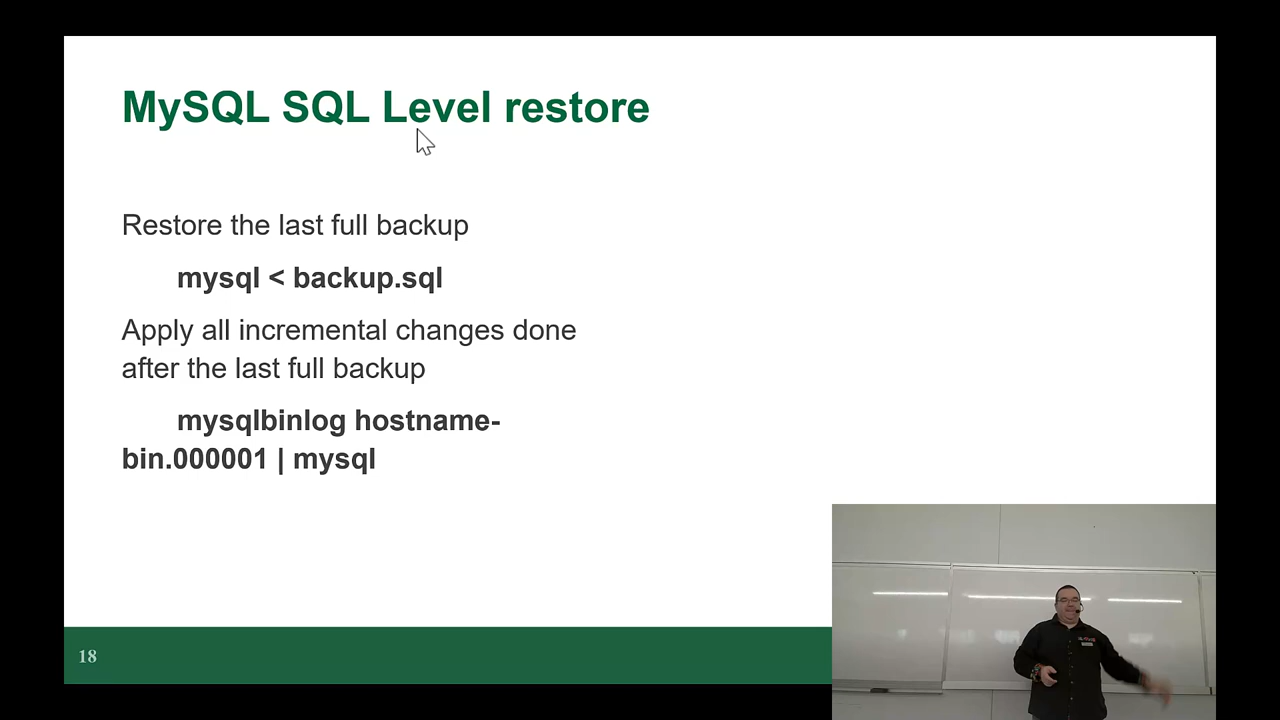 MySQL SQL Level restore
Restore the last full backup
mysql < backup.sql
Apply all incremental changes done
after the last full backup
mysqlbinlog hostname-
bin.000001 | mysql
18